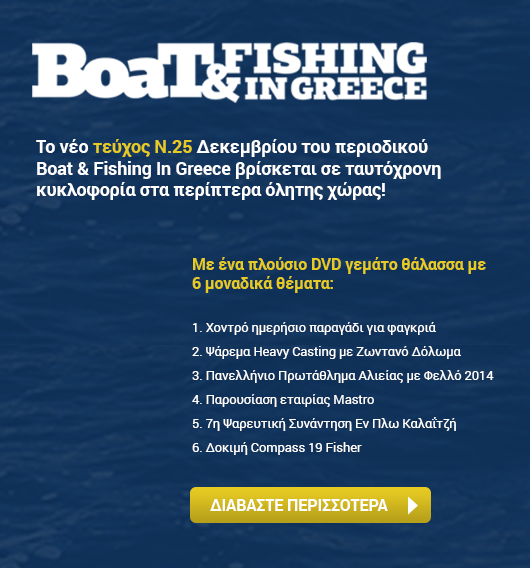 BoaT & FISHING
IN GREECE
Το νέο τεύχος Ν.25 Δεκεμβρίου του περιοδικού
Boat & Fishing In Greece βρίσκεται σε ταυτόχρονη
κυκλοφορία στα περίπτερα όλητης χώρας!
Με ένα πλούσιο DVD γεμάτο θάλασσα με
6 μοναδικά θέματα:
1. Χοντρό ημερήσιο παραγάδι για φαγκριά
2. Ψάρεμα Heavy Casting με Ζωντανό Δόλωμα
3. Πανελλήνιο Πρωτάθλημα Αλιείας με Φελλό 2014
4. Παρουσίαση εταιρίας Mastro
5. 7η Ψαρευτική Συνάντηση Εν Πλω Καλαΐτζή
6. Δοκιμή Compass 19 Fisher
ΔΙΑΒΑΣΤΕ ΠΕΡΙΣΣΟΤΕΡΑ